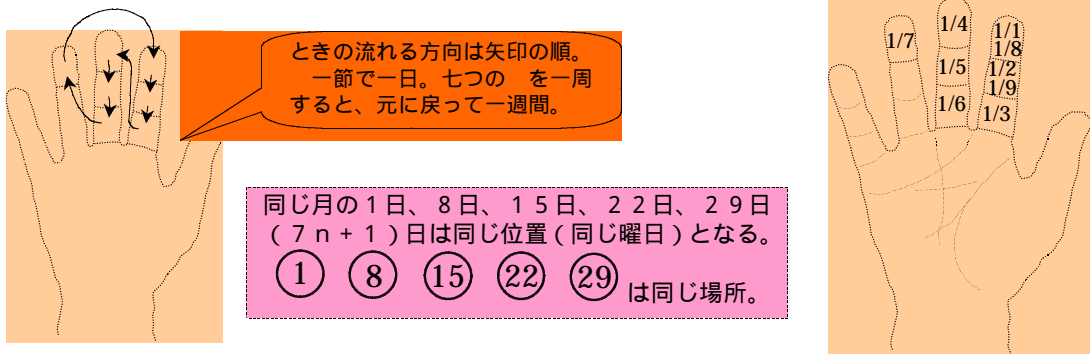 ときの流れる方向は矢印の順。
一節で一日。七つの　を一周
すると、元に戻って一週間。
同じ月の１日、８日、１５日、２２日、２９日
（７ｎ＋１）日は同じ位置（同じ曜日）となる。
1 8 15 22 29 は同じ場所。
1/7
1/4
1/5
1/6
1/1
1/8
1/2
1/9
1/3